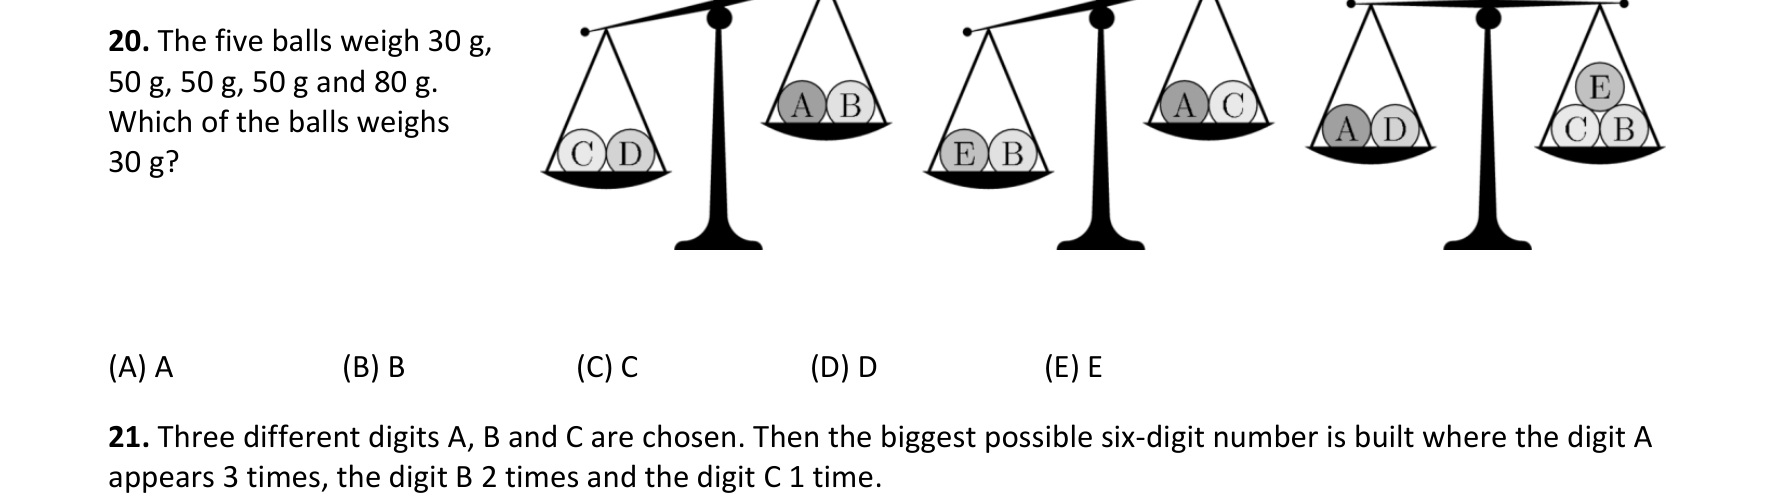 20. The five balls weigh 30 g,
50 g, 50 g, 50 g and 80 g.
Which of the balls weighs
30 g?
C D
A B
E B
A C
A D
E
C B
(A) A (B) B (C) C (D) D (E) E
21. Three different digits A, B and C are chosen. Then the biggest possible six-digit number is built where the digit A
appears 3 times, the digit B 2 times and the digit C 1 time.